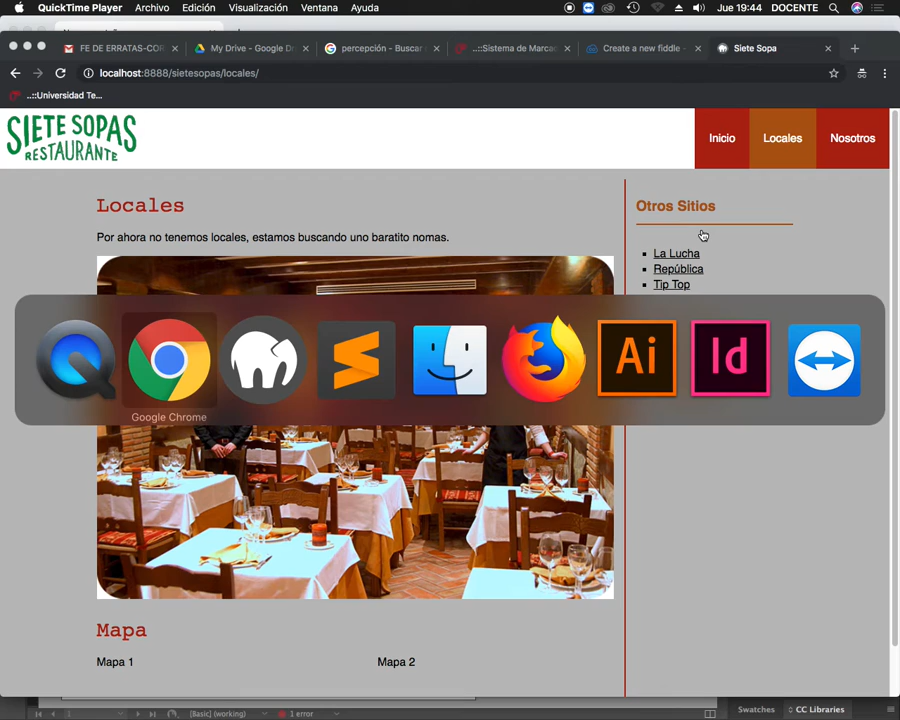 QuickTime Player Archivo Edición Visualización Ventana Ayuda Jue 19:44 DOCENTE
FE DE ERRATAS-COR
My Drive - Google Dr
percepción - Buscar
..::Sistema de Marca
Create a new fiddle -
Siete Sopa
localhost:8888/sietesopas/locales/
..::Universidad Te...
SIETE SOPAS
RESTAURANTE
Inicio Locales Nosotros
Locales
Otros Sitios
Por ahora no tenemos locales, estamos buscando uno baratito nomas.
La Lucha
República
Tip Top
Ai
Id
Google Chrome
Mapa
Mapa 1 Mapa 2
[Basic] (working) 1 error
Swatches CC Libraries